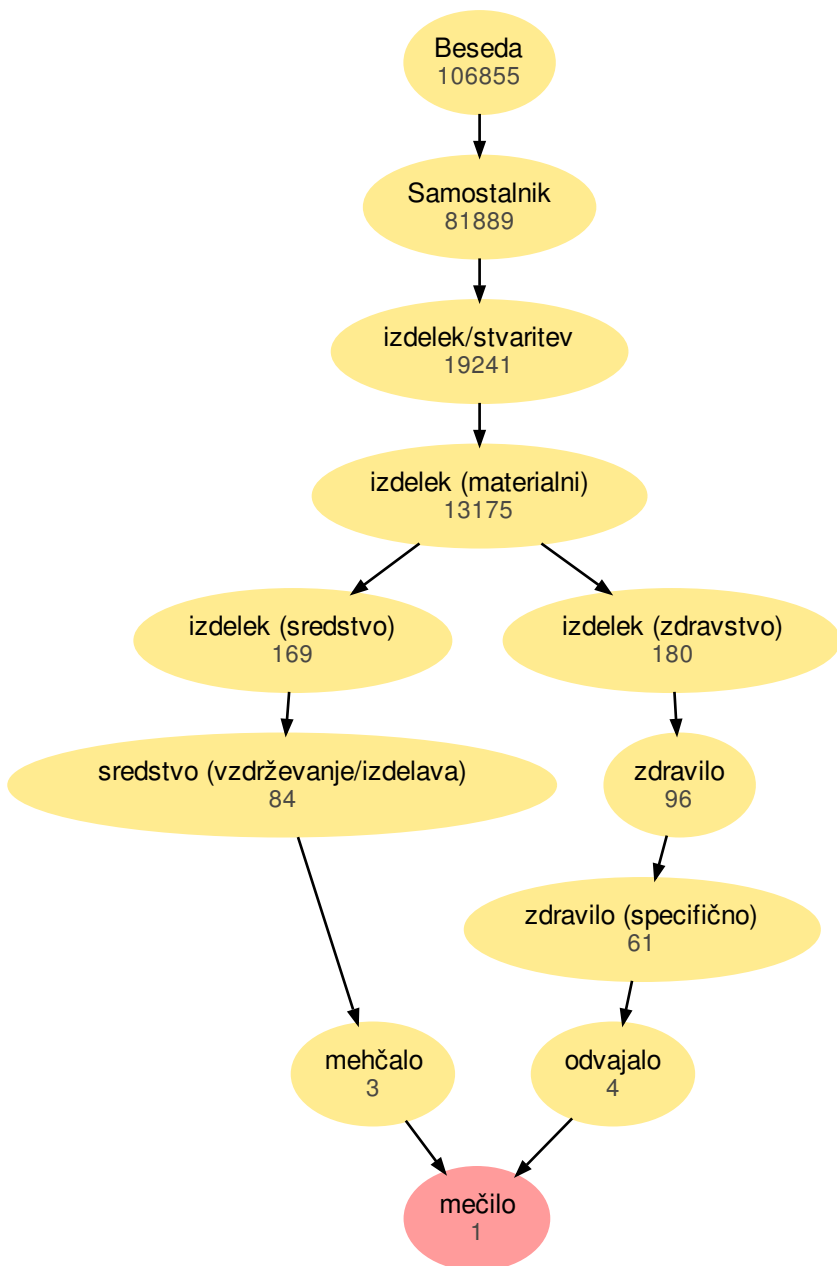 Beseda
106855
Samostalnik
81889
izdelek/stvaritev
19241
izdelek (materialni)
13175
izdelek (sredstvo)
169
izdelek (zdravstvo)
180
sredstvo (vzdrževanje/izdelava)
84
zdravilo
96
zdravilo (specifično)
61
mehčalo
3
odvajalo
4
mečilo
1